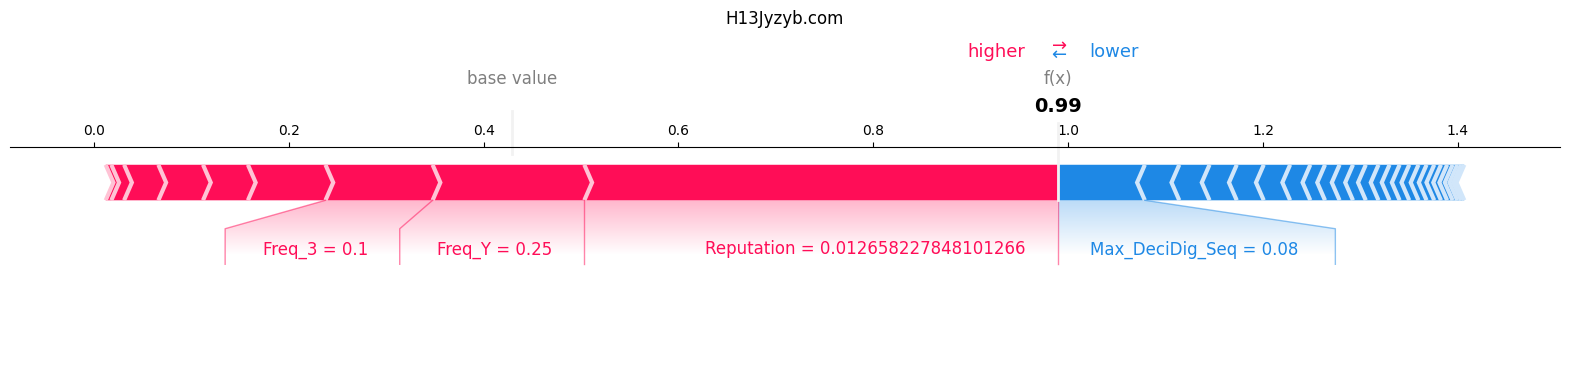 H13Jyzyb.com
higher → ← lower
base value f(x)
0.99
0.0 0.2 0.4 0.6 0.8 1.0 1.2 1.4
Freq_3 = 0.1 Freq_Y = 0.25 Reputation = 0.012658227848101266 Max_DeciDig_Seq = 0.08